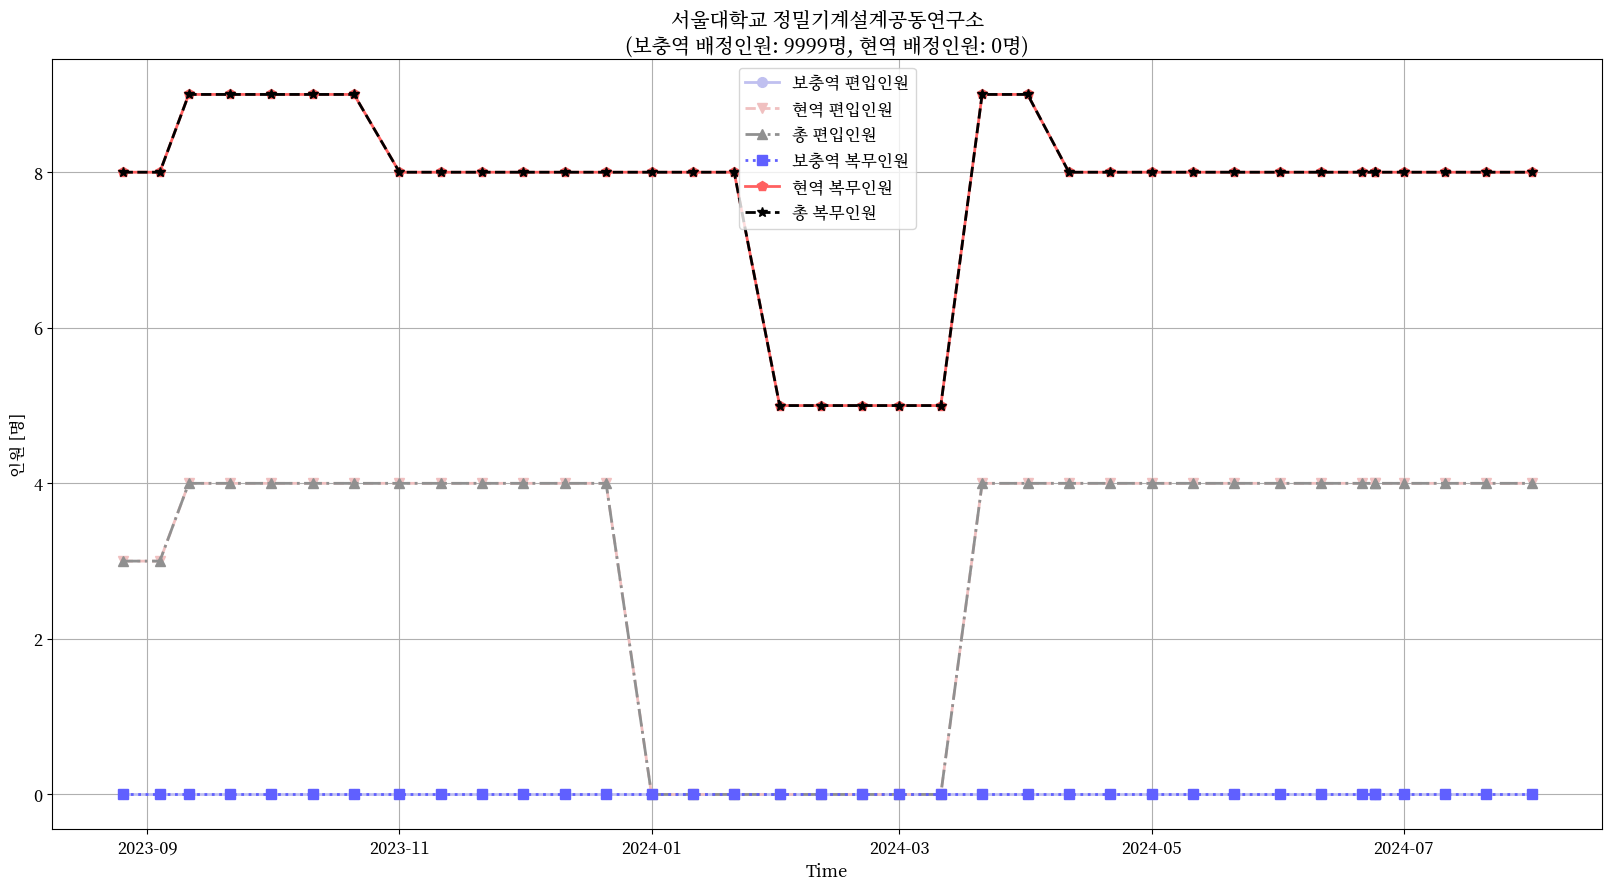 서울대학교 정밀기계설계공동연구소
(보충역 배정인원: 9999명, 현역 배정인원: 0명)
보충역 편입인원
현역 편입인원
총 편입인원
보충역 복무인원
현역 복무인원
총 복무인원
인원 [명]
8
6
4
2
0
2023-09
2023-11
2024-01
2024-03
2024-05
2024-07
Time